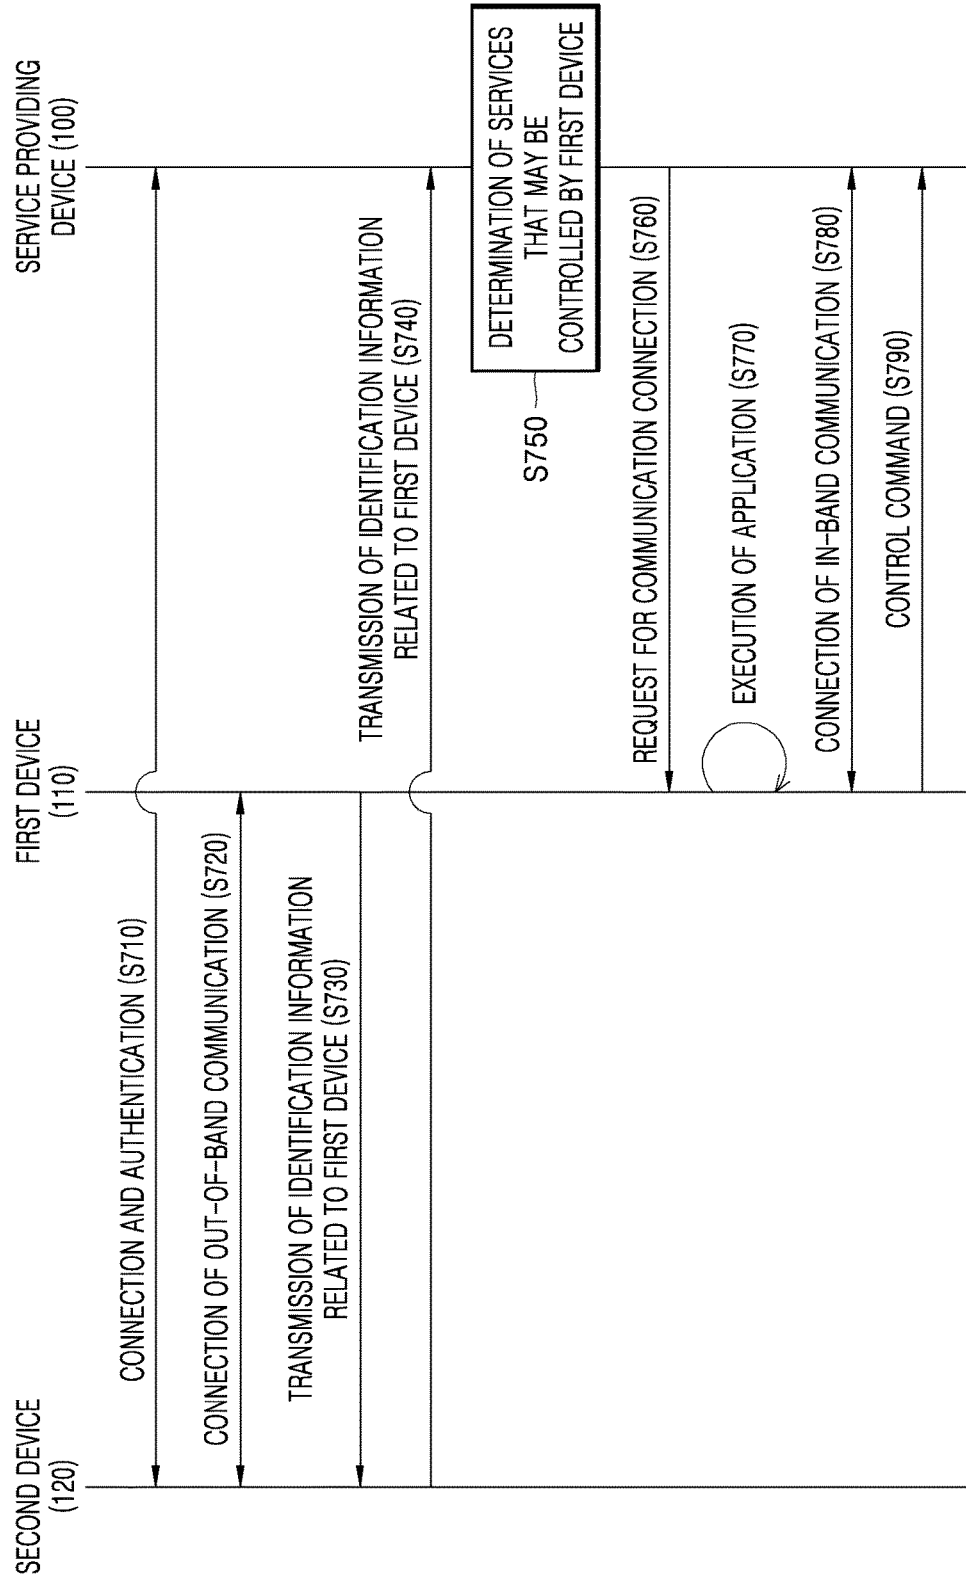 SECOND DEVICE
(120)
FIRST DEVICE
(110)
SERVICE PROVIDING
DEVICE (100)
CONNECTION AND AUTHENTICATION (S710)
CONNECTION OF OUT-OF-BAND COMMUNICATION (S720)
TRANSMISSION OF IDENTIFICATION INFORMATION
RELATED TO FIRST DEVICE (S730)
TRANSMISSION OF IDENTIFICATION INFORMATION
RELATED TO FIRST DEVICE (S740)
S750
DETERMINATION OF SERVICES
THAT MAY BE
CONTROLLED BY FIRST DEVICE
REQUEST FOR COMMUNICATION CONNECTION (S760)
EXECUTION OF APPLICATION (S770)
CONNECTION OF IN-BAND COMMUNICATION (S780)
CONTROL COMMAND (S790)